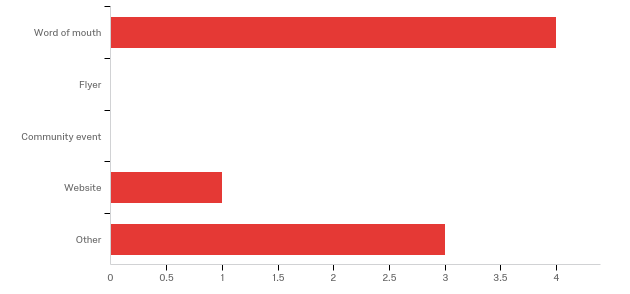 Word of mouth
Flyer
Community event
Website
Other
0 0.5 1 1.5 2 2.5 3 3.5 4